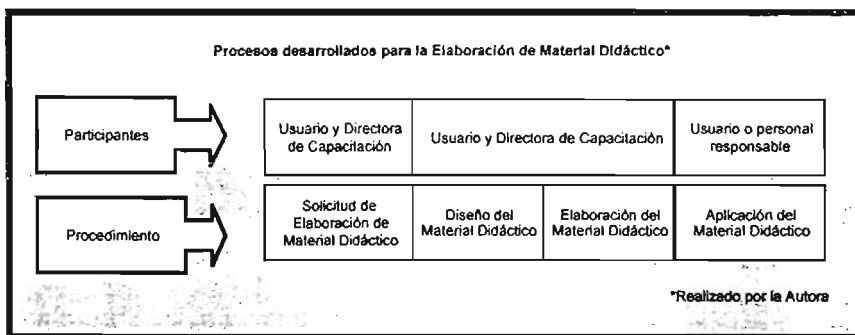 Procesos desarrollados para la Elaboración de Material Didáctico*
Participantes
Usuario y Directora
de Capacitación
Usuario y Directora de Capacitación
Usuario o personal
responsable
Procedimiento
Solicitud de
Elaboración de
Material Didáctico
Diseño del
Material Didáctico
Elaboración del
Material Didáctico
Aplicación del
Material Didáctico
*Realizado por la Autora